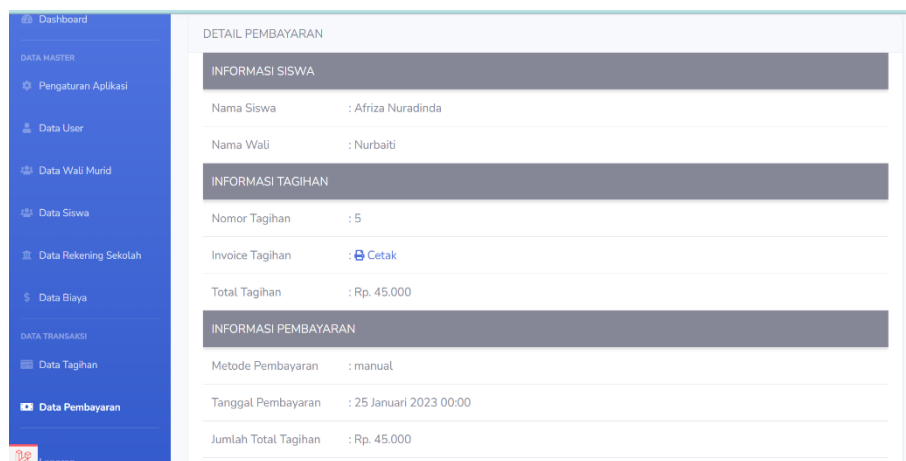 Dashboard
DATA MASTER
Pengaturan Aplikasi
Data User
Data Wali Murid
Data Siswa
Data Rekening Sekolah
Data Biaya
DATA TRANSAKSI
Data Tagihan
Data Pembayaran
DETAIL PEMBAYARAN
INFORMASI SISWA
Nama Siswa : Afriza Nuradinda
Nama Wali : Nurbaiti
INFORMASI TAGIHAN
Nomor Tagihan : 5
Invoice Tagihan : Cetak
Total Tagihan : Rp. 45.000
INFORMASI PEMBAYARAN
Metode Pembayaran : manual
Tanggal Pembayaran : 25 Januari 2023 00:00
Jumlah Total Tagihan : Rp. 45.000